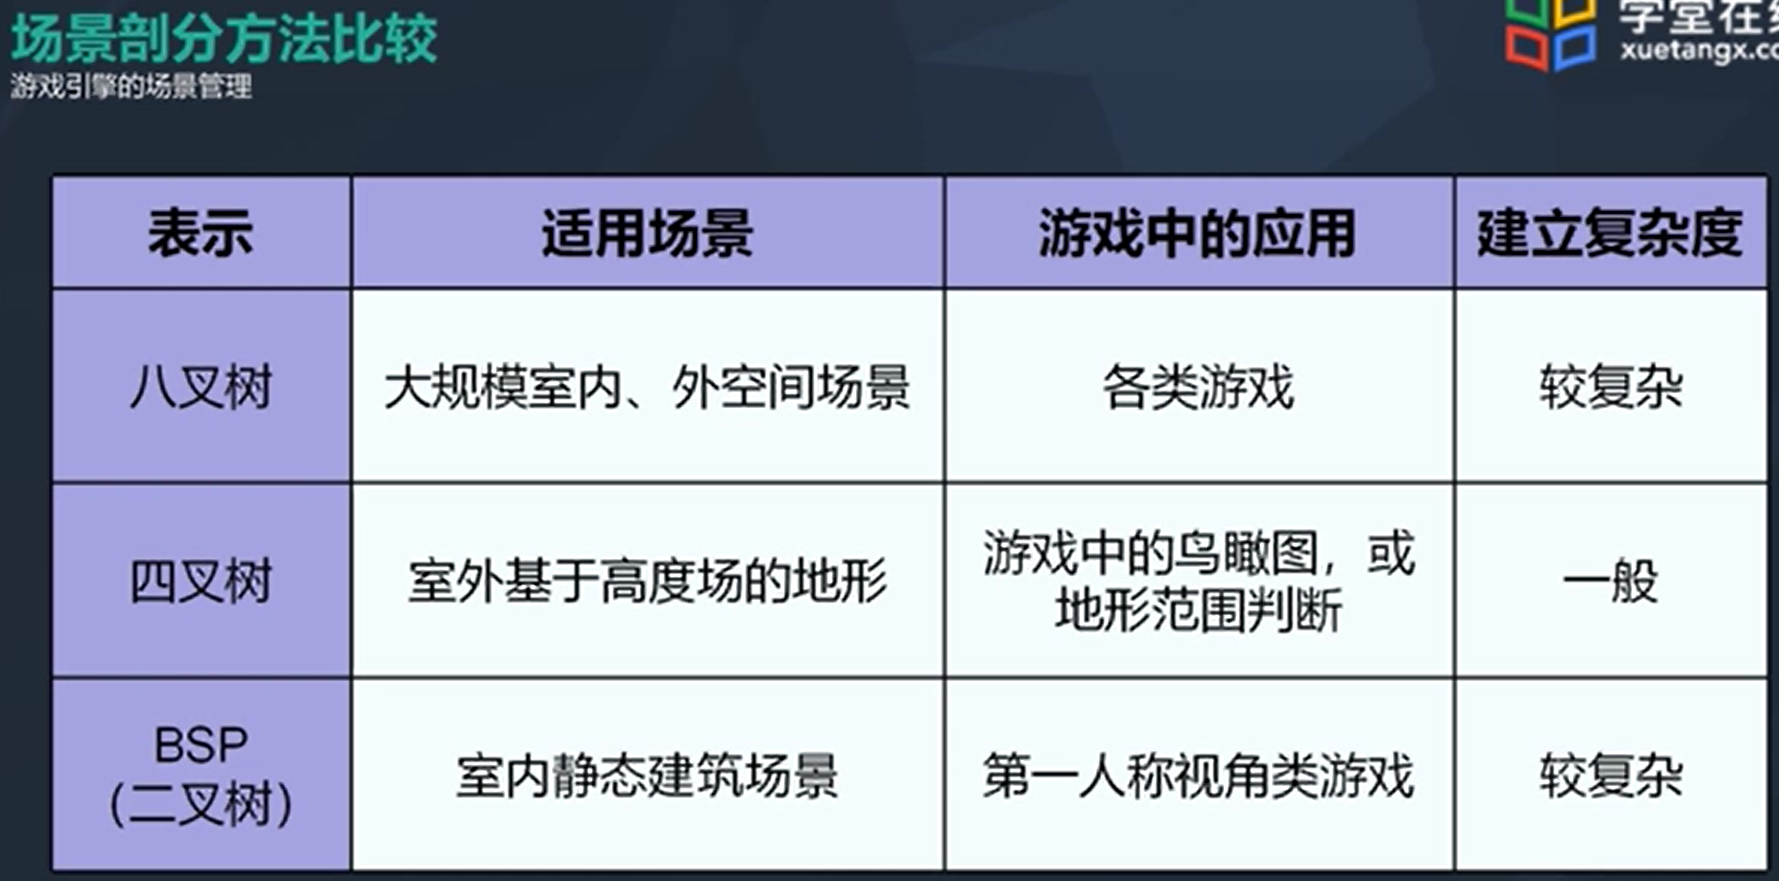 场景剖分方法比较
游戏引擎的场景管理
学堂在
xuetangx.co
表示
适用场景
游戏中的应用
建立复杂度
八叉树
大规模室内、外空间场景
各类游戏
较复杂
四叉树
室外基于高度场的地形
游戏中的鸟瞰图，或
地形范围判断
一般
BSP
（二叉树）
室内静态建筑场景
第一人称视角类游戏
较复杂